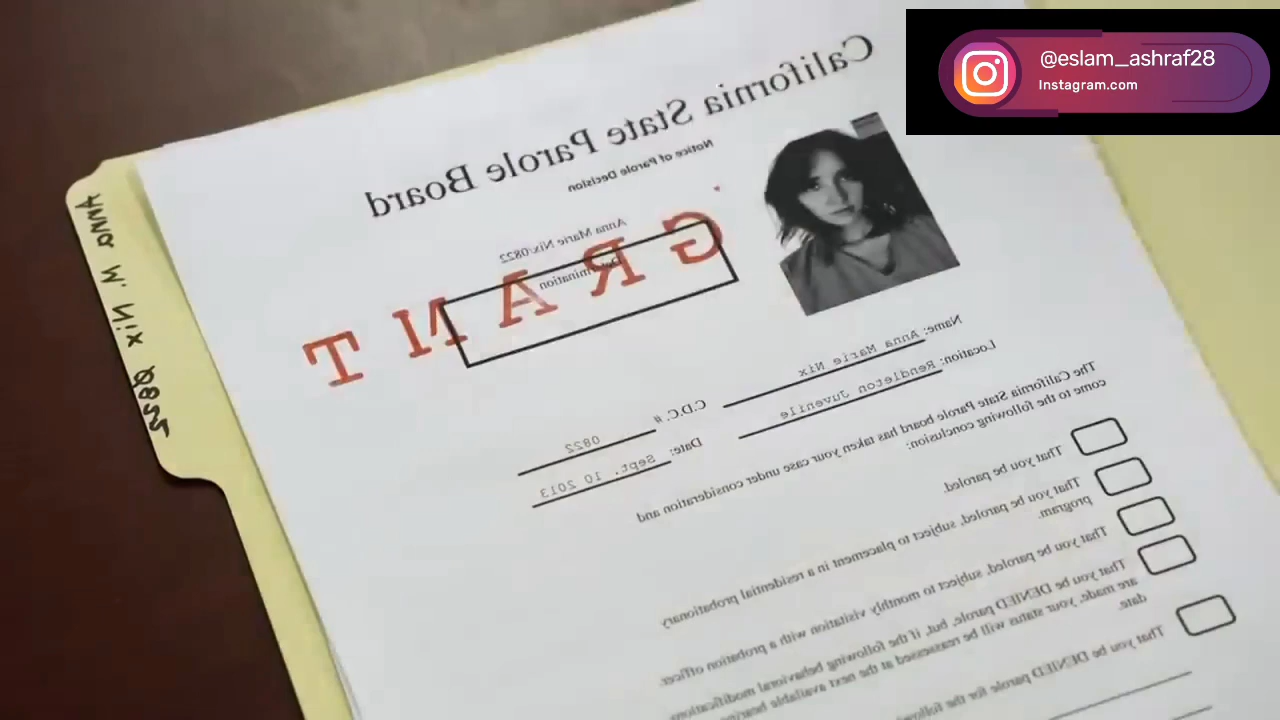 @eslam_ashraf28
Instagram.com
California State Parole Board
Notice of Parole Decision
Anna Marie Nix/0822
Determination
GRANT
Name: Anna Marie Nix
Location: Pendleton Juvenile
C.D.C. # 0822
Date: Sept. 10 2013
The California State Parole board has taken your case under consideration and
come to the following conclusion:
That you be paroled.
That you be paroled, subject to placement in a residential probationary
program.
That you be paroled, subject to monthly visitation with a probation officer.
That you be DENIED parole, but, if the following behavioral modifications
are made, your status will be reassessed at the next available hearing
date.
That you be DENIED parole for the following
Anna M. Nix 0822